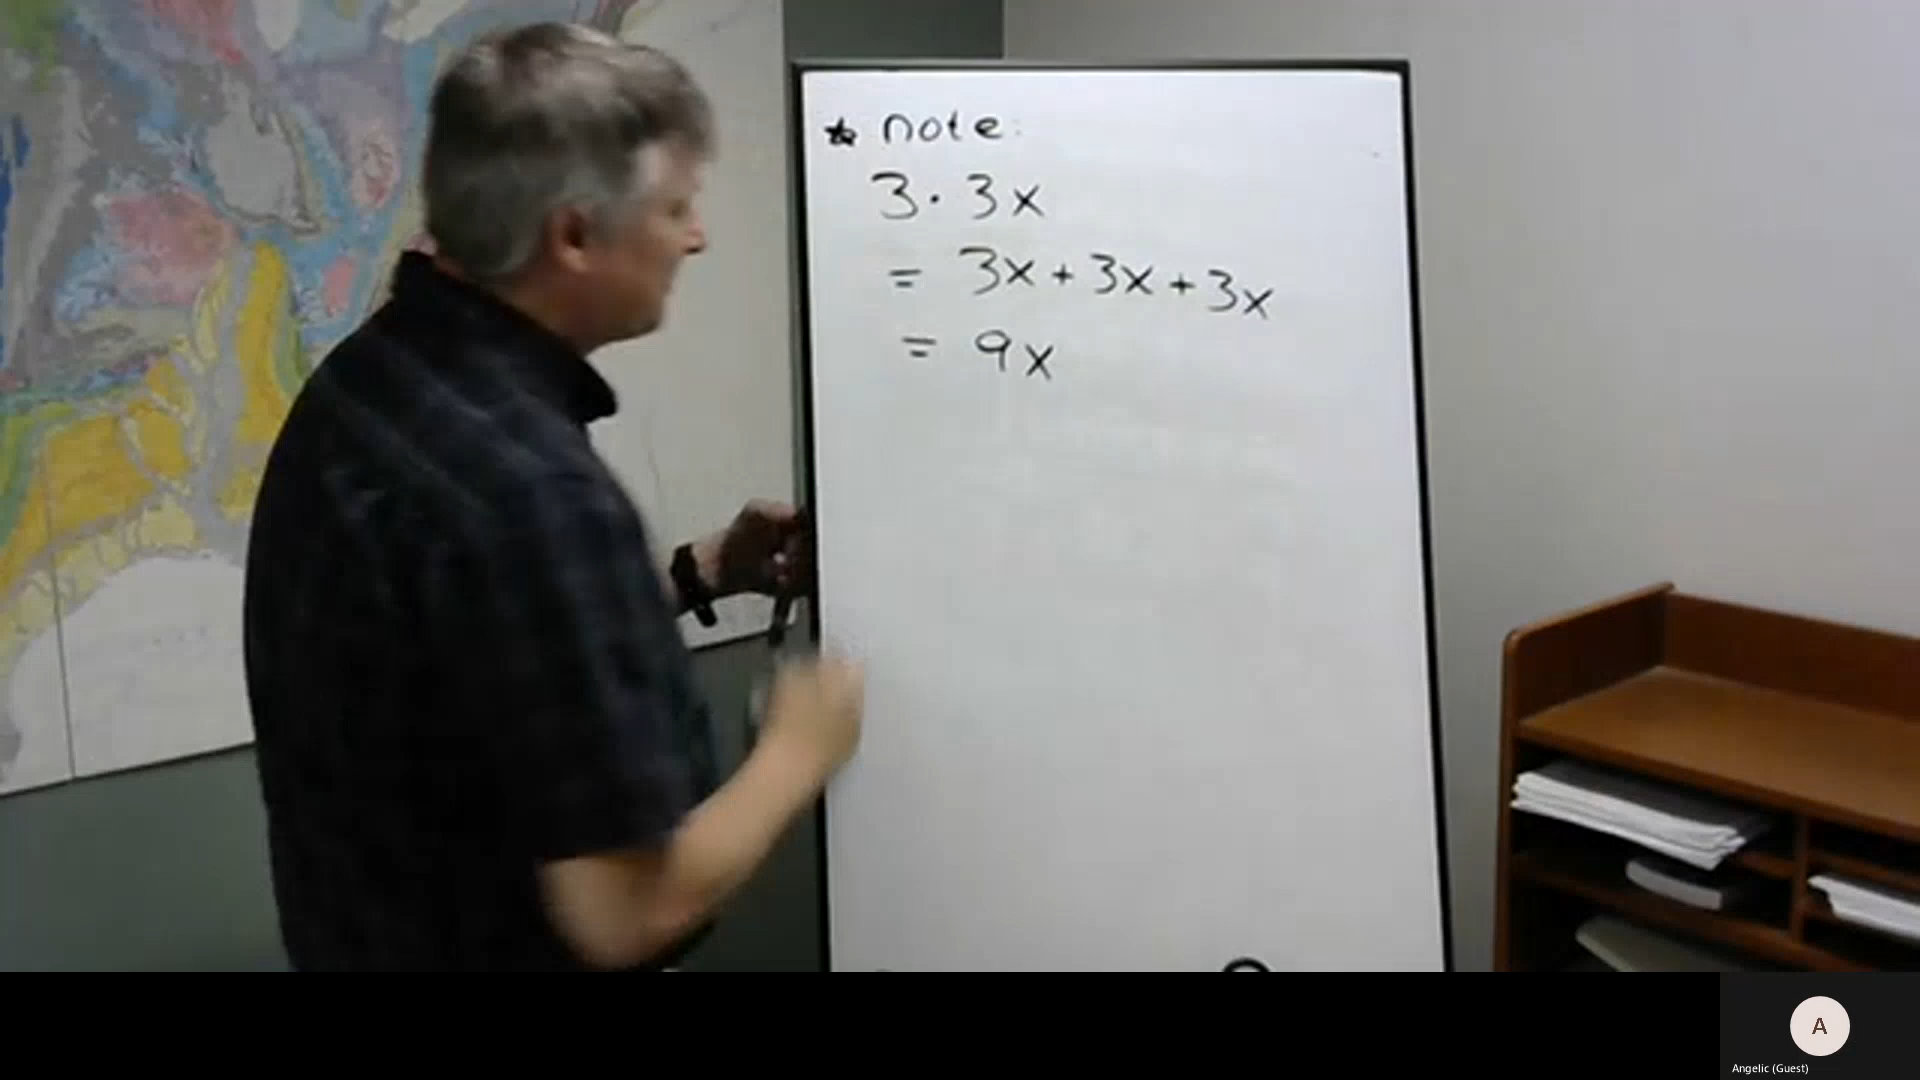 ★ note:
3 · 3x
= 3x + 3x + 3x
= 9x
A
Angelic (Guest)